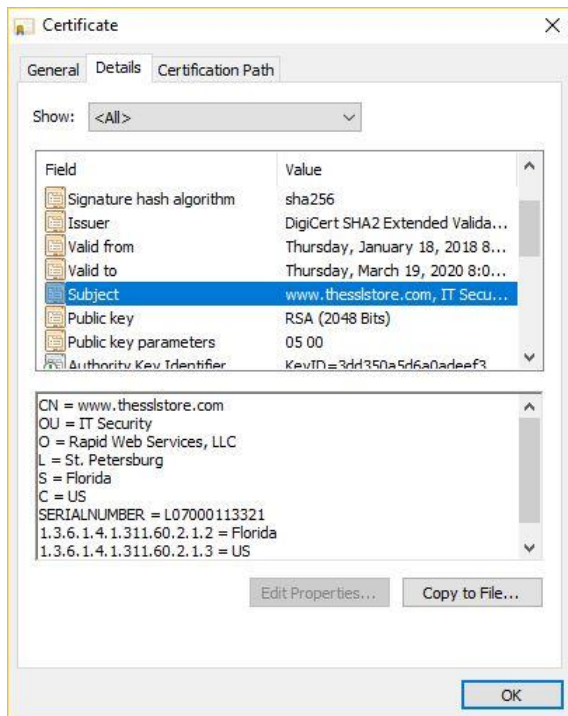 Certificate
General Details Certification Path
Show: <All>
Field Value
Signature hash algorithm sha256
Issuer DigiCert SHA2 Extended Valida...
Valid from Thursday, January 18, 2018 8...
Valid to Thursday, March 19, 2020 8:0...
Subject www.thesslstore.com, IT Secu...
Public key RSA (2048 Bits)
Public key parameters 05 00
Authority Key Identifier KeyID=3dd350a5d6a0adeef3
CN = www.thesslstore.com
OU = IT Security
O = Rapid Web Services, LLC
L = St. Petersburg
S = Florida
C = US
SERIALNUMBER = L07000113321
1.3.6.1.4.1.311.60.2.1.2 = Florida
1.3.6.1.4.1.311.60.2.1.3 = US
Edit Properties... Copy to File...
OK